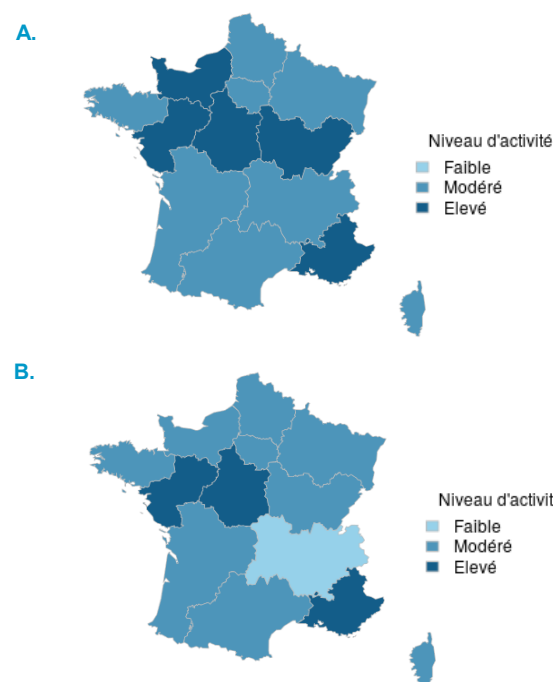 A.
Niveau d'activité
Faible
Modéré
Elevé
B.
Niveau d'activit
Faible
Modéré
Elevé